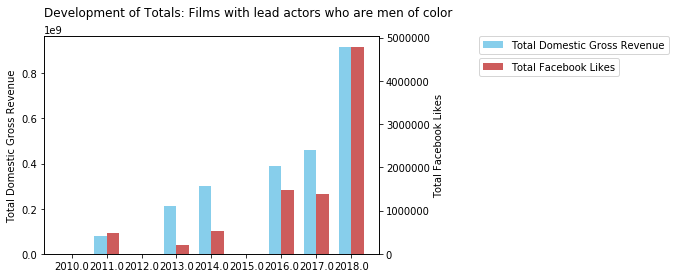 Development of Totals: Films with lead actors who are men of color
1e9
Total Domestic Gross Revenue
0.8
0.6
0.4
0.2
0.0
2010.0 2011.0 2012.0 2013.0 2014.0 2015.0 2016.0 2017.0 2018.0
5000000
4000000
3000000
2000000
1000000
0
Total Facebook Likes
Total Domestic Gross Revenue
Total Facebook Likes